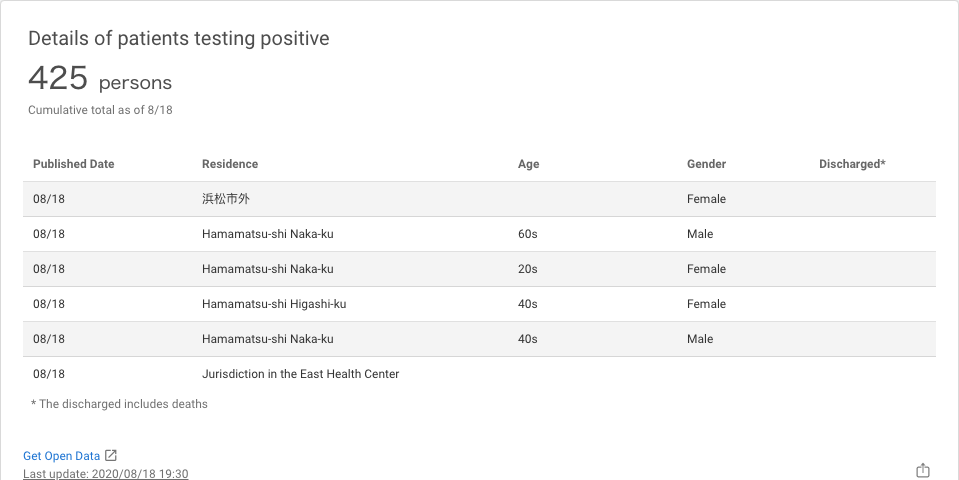 Details of patients testing positive
425 persons
Cumulative total as of 8/18
Published Date Residence Age Gender Discharged*
08/18 浜松市外 Female
08/18 Hamamatsu-shi Naka-ku 60s Male
08/18 Hamamatsu-shi Naka-ku 20s Female
08/18 Hamamatsu-shi Higashi-ku 40s Female
08/18 Hamamatsu-shi Naka-ku 40s Male
08/18 Jurisdiction in the East Health Center
* The discharged includes deaths
Get Open Data
Last update: 2020/08/18 19:30